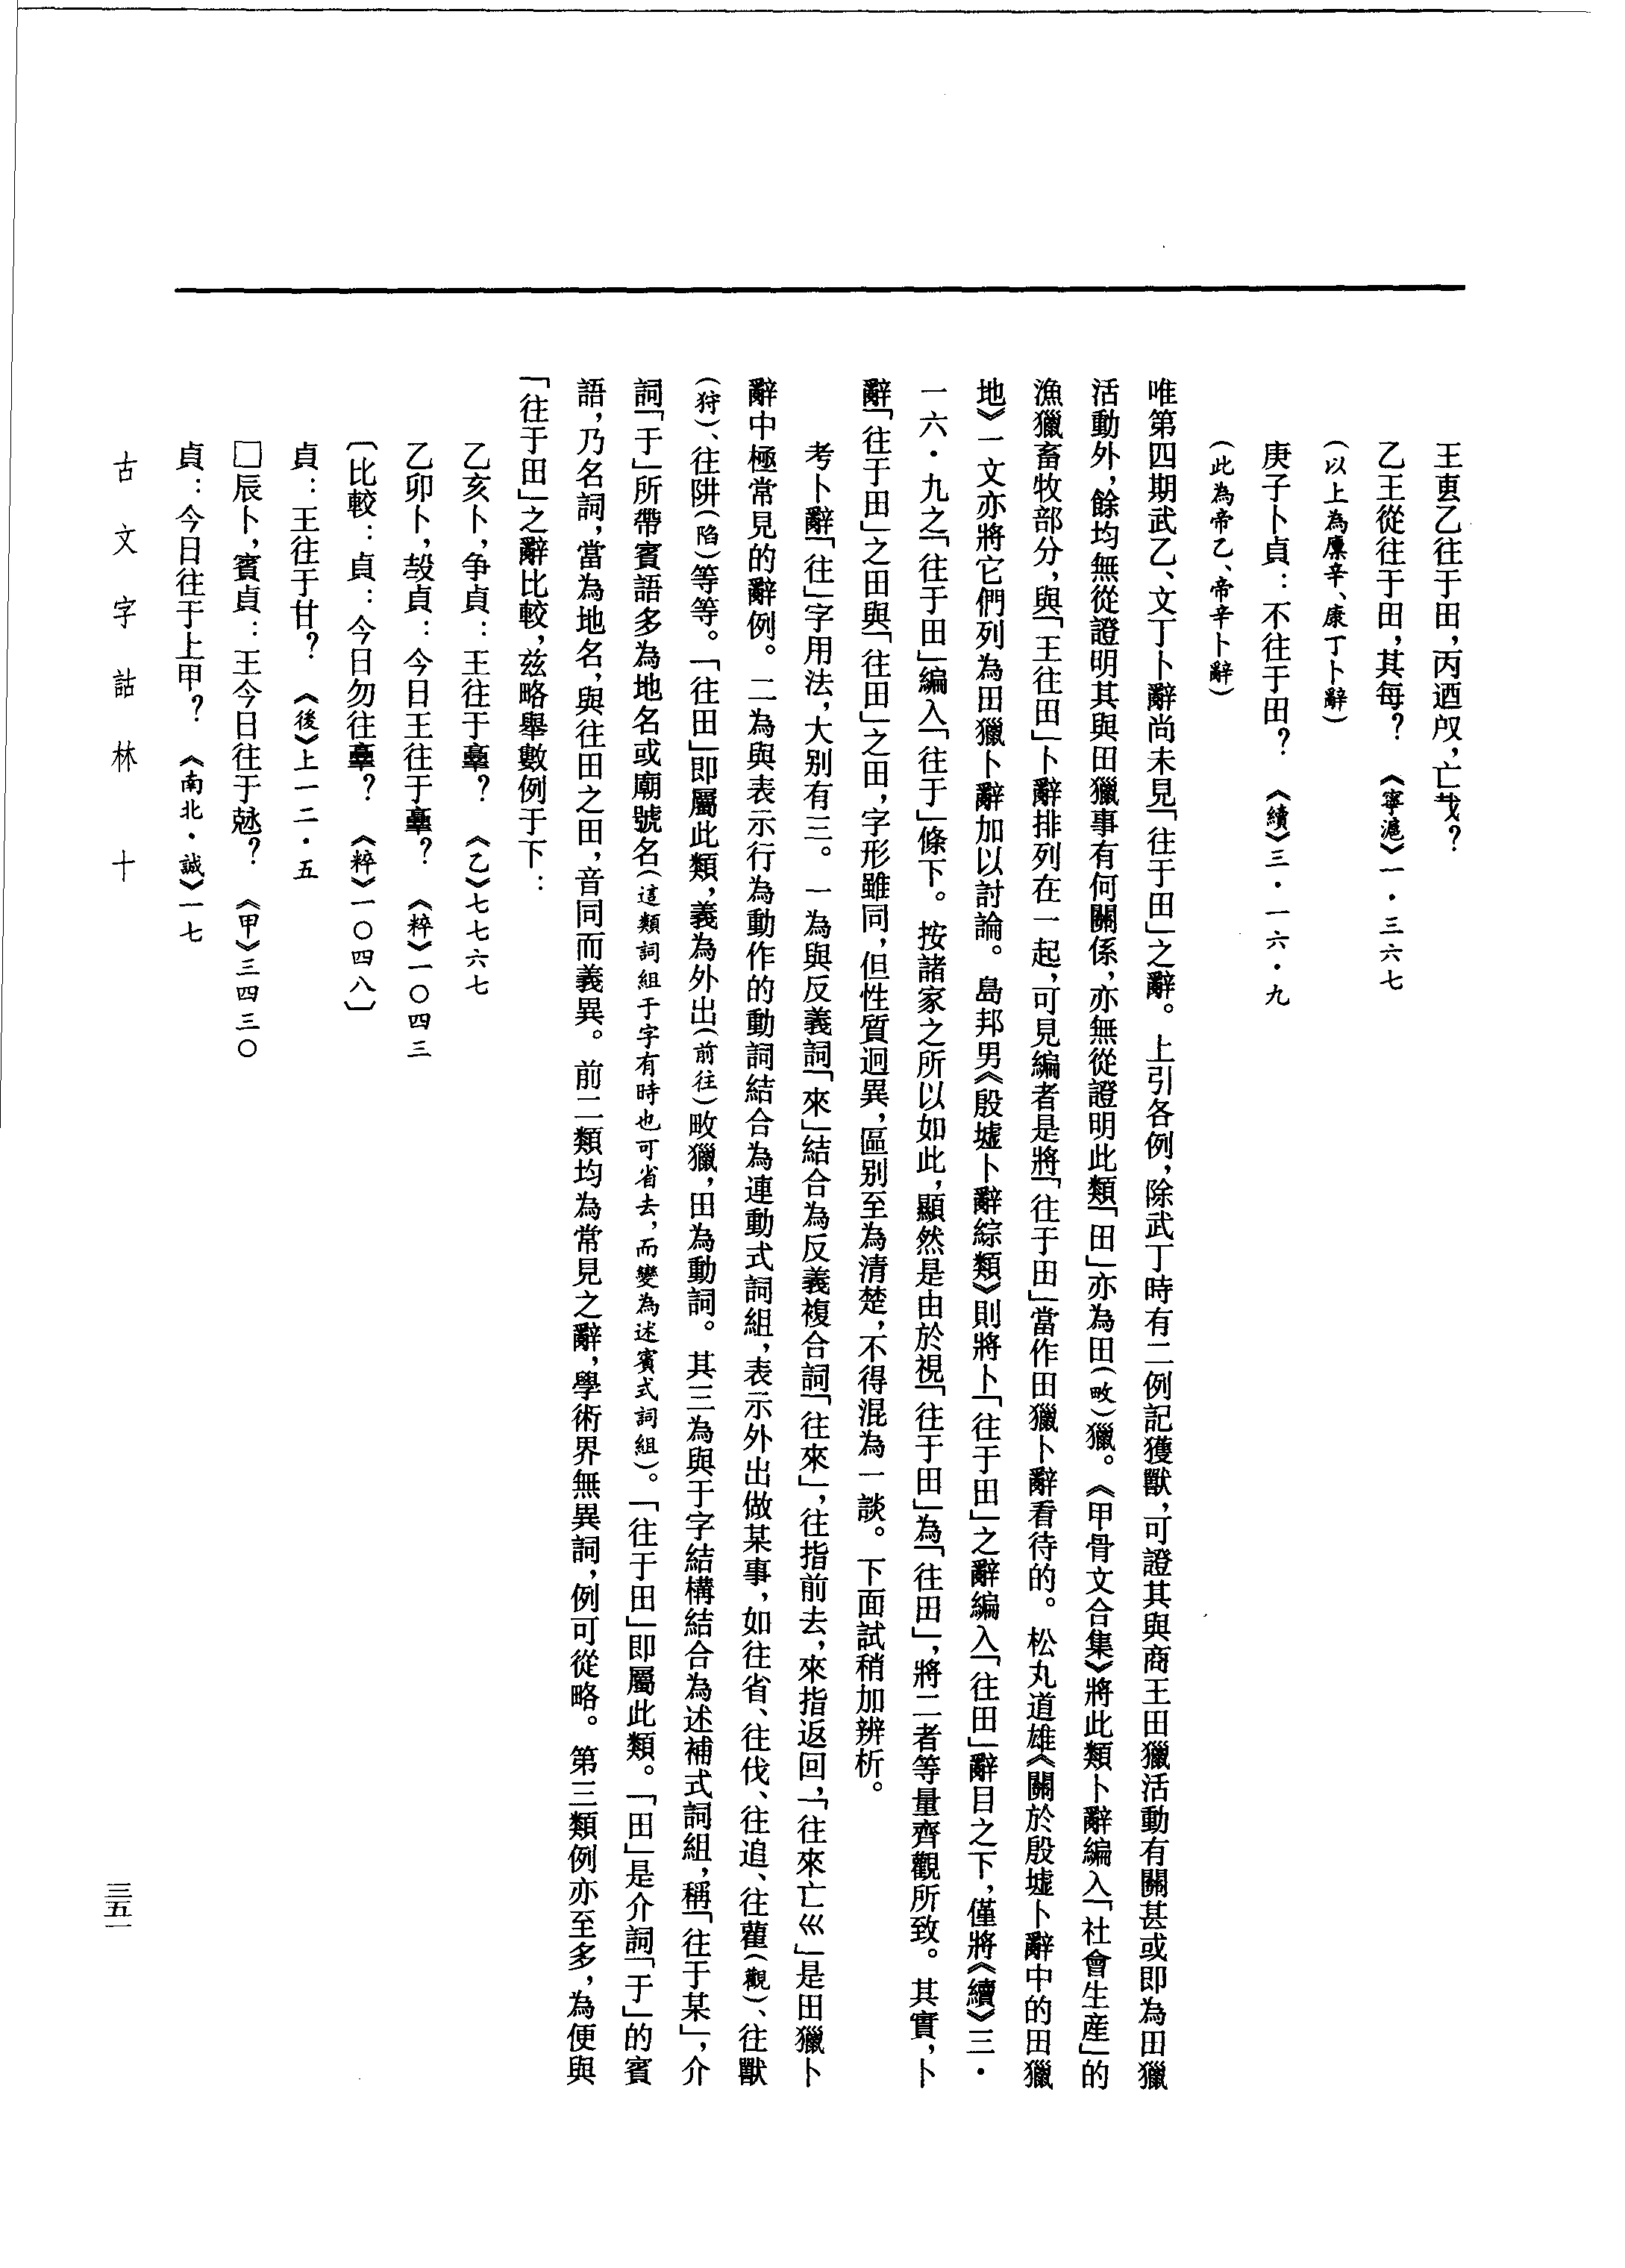 王叀乙往于田，丙迺𢻻，亡𢦔？
乙王從往于田，其每？　《寧滬》一·三六七
（以上為廪辛、康丁卜辭）
庚子卜貞：不往于田？　《續》三·一六·九
（此為帝乙、帝辛卜辭）
唯第四期武乙、文丁卜辭尚未見「往于田」之辭。上引各例，除武丁時有二例記獲獸，可證其與商王田獵活動有關甚或即為田獵
活動外，餘均無從證明其與田獵事有何關係，亦無從證明此類「田」亦為田（畋）獵。《甲骨文合集》將此類卜辭編入「社會生産」的
漁獵畜牧部分，與「王往田」卜辭排列在一起，可見編者是將「往于田」當作田獵卜辭看待的。松丸道雄《關於殷墟卜辭中的田獵
地》一文亦將它們列為田獵卜辭加以討論。島邦男《殷墟卜辭綜類》則將卜「往于田」之辭編入「往田」辭目之下，僅將《續》三·
一六·九之「往于田」編入「往于」條下。按諸家之所以如此，顯然是由於視「往于田」為「往田」，將二者等量齊觀所致。其實，卜
辭「往于田」之田與「往田」之田，字形雖同，但性質迥異，區别至為清楚，不得混為一談。下面試稍加辨析。
考卜辭「往」字用法，大别有三。一為與反義詞「來」結合為反義複合詞「往來」，往指前去，來指返回，「往來亡巛」是田獵卜
辭中極常見的辭例。二為與表示行為動作的動詞結合為連動式詞組，表示外出做某事，如往省、往伐、往追、往雚（觀）、往獸
（狩）、往阱（陷）等等。「往田」即屬此類，義為外出（前往）畋獵，田為動詞。其三為與于字結構結合為述補式詞組，稱「往于某」，介
詞「于」所帶賓語多為地名或廟號名（這類詞組于字有時也可省去，而變為述賓式詞組）。「往于田」即屬此類。「田」是介詞「于」的賓
語，乃名詞，當為地名，與往田之田，音同而義異。前二類均為常見之辭，學術界無異詞，例可從略。第三類例亦至多，為便與
「往于田」之辭比較，兹略舉數例于下：
乙亥卜，争貞：王往于𦎫？　《乙》七七六七
乙卯卜，𣪊貞：今日王往于𦎫？　《粹》一〇四三
〔比較：貞：今日勿往𦎫？　《粹》一〇四八〕
貞：王往于甘？　《後》上一二·五
□辰卜，賓貞：王今日往于？　《甲》三四三〇
貞：今日往于上甲？　《南北·誠》一七
古文字詁林　十
三五一